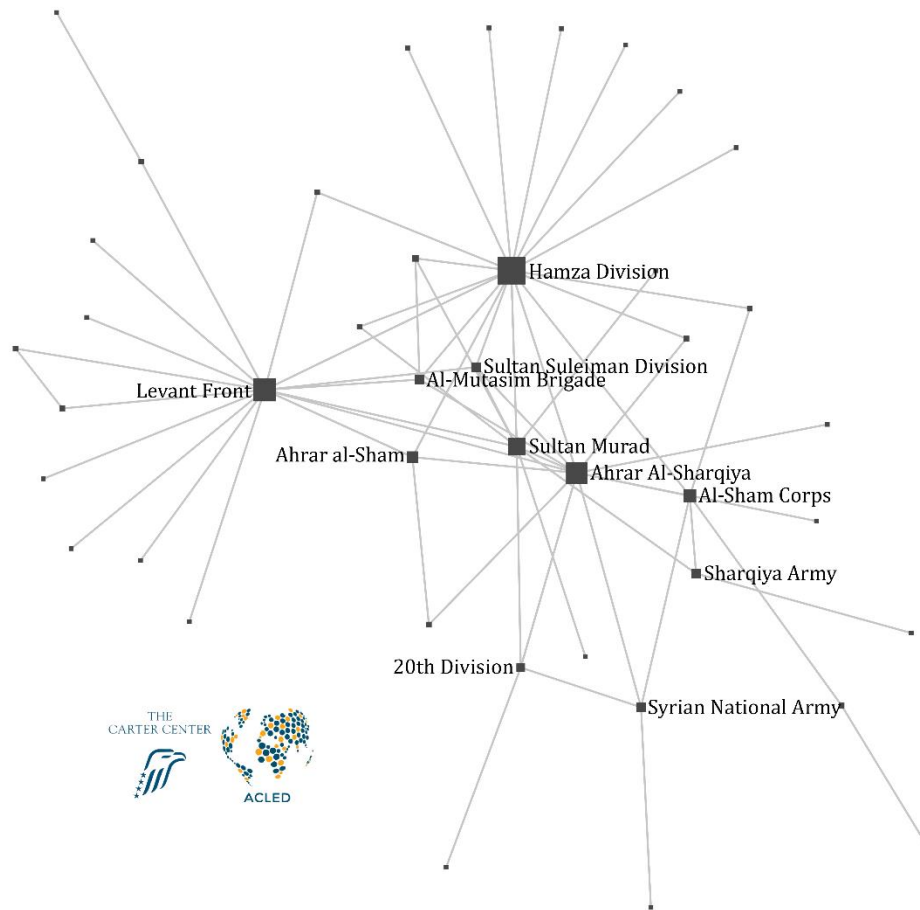 Hamza Division
Sultan Suleiman Division
Al-Mutasim Brigade
Levant Front
Sultan Murad
Ahrar al-Sham
Ahrar Al-Sharqiya
Al-Sham Corps
Sharqiya Army
20th Division
Syrian National Army
THE
CARTER CENTER
ACLED